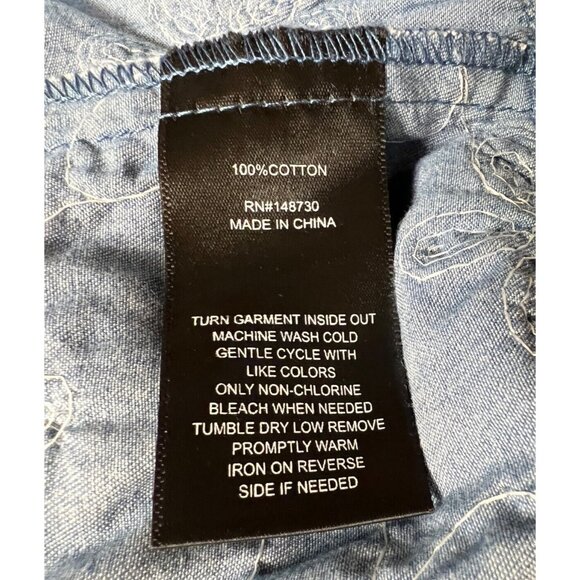 100%COTTON
RN#148730
MADE IN CHINA
TURN GARMENT INSIDE OUT
MACHINE WASH COLD
GENTLE CYCLE WITH
LIKE COLORS
ONLY NON-CHLORINE
BLEACH WHEN NEEDED
TUMBLE DRY LOW REMOVE
PROMPTLY WARM
IRON ON REVERSE
SIDE IF NEEDED